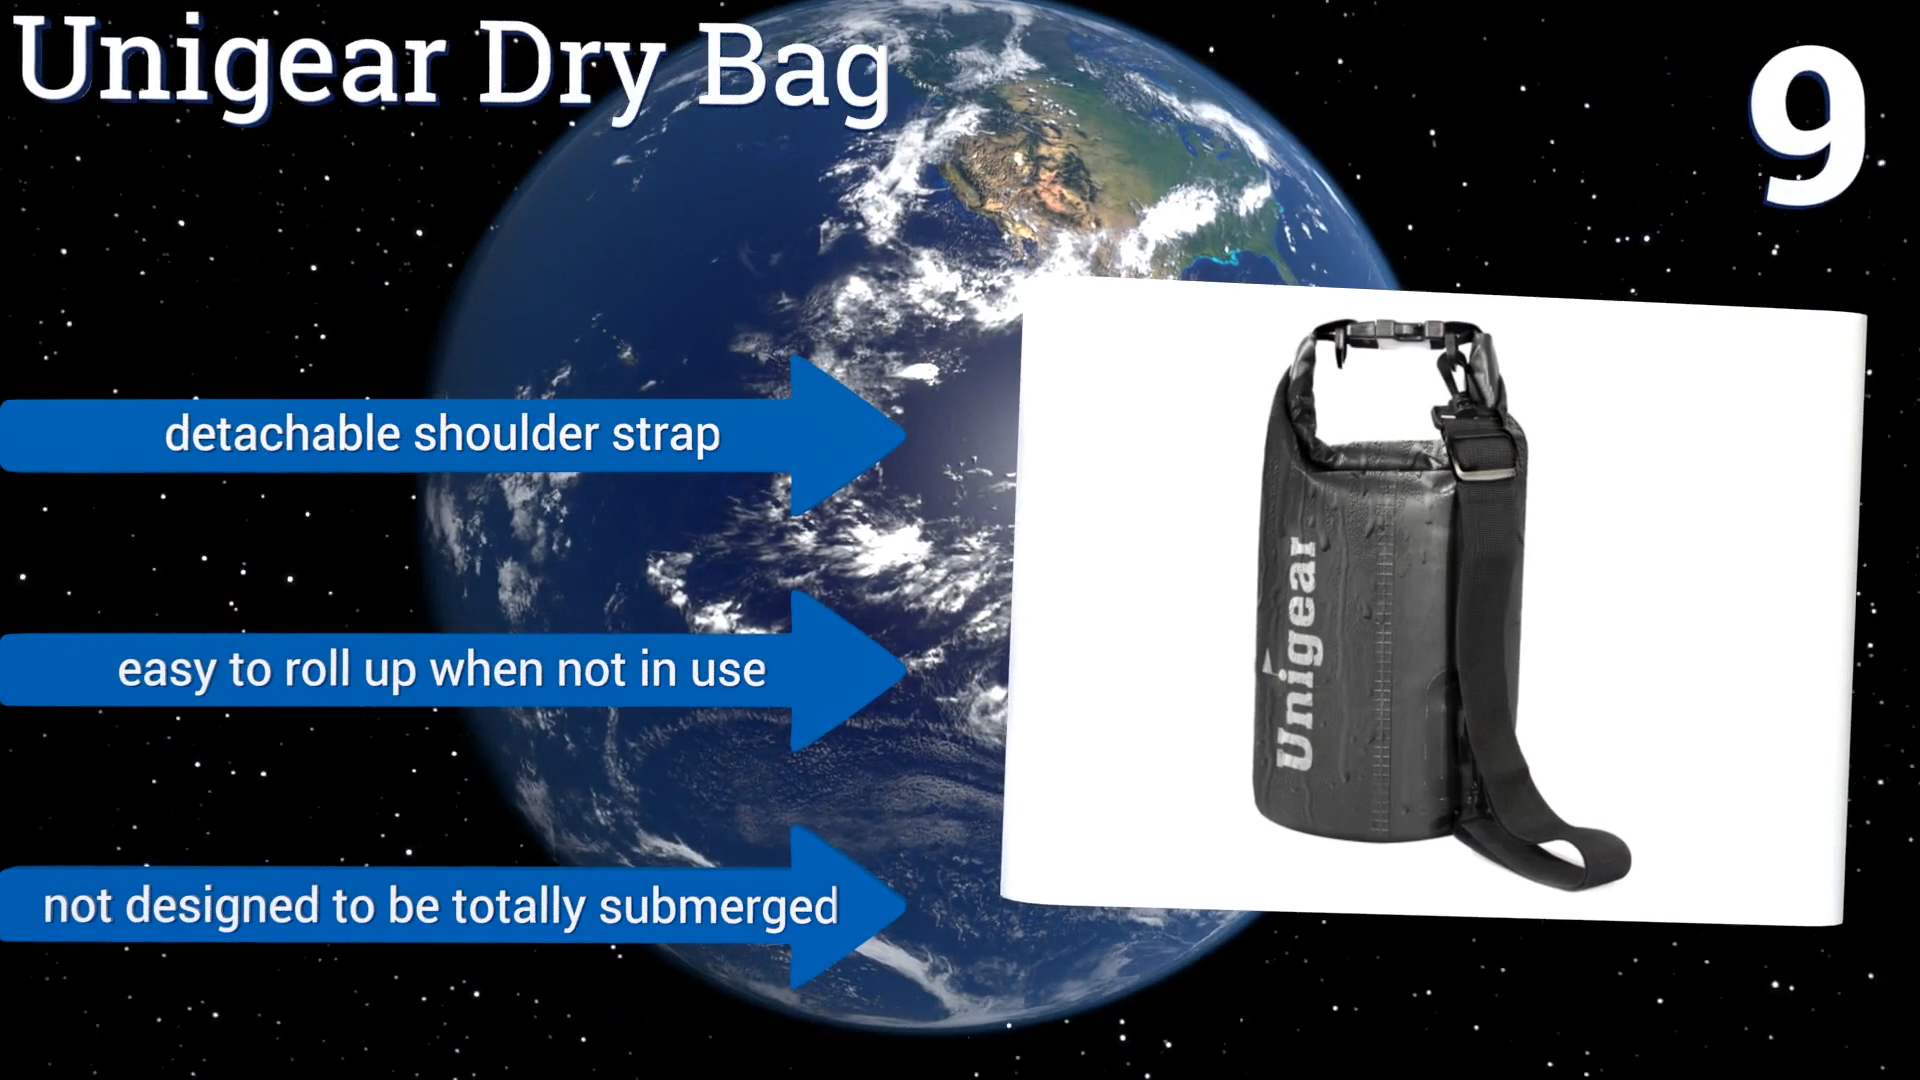 Unigear Dry Bag
9
detachable shoulder strap
easy to roll up when not in use
not designed to be totally submerged
Unigear